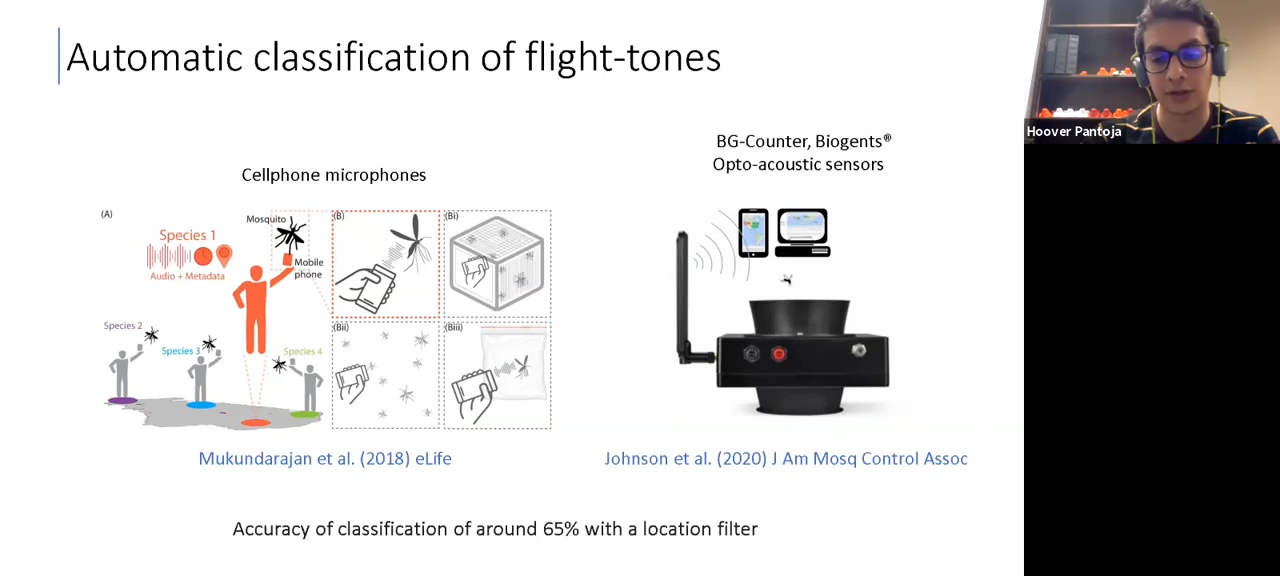 Automatic classification of flight-tones
Hoover Pantoja
Cellphone microphones
BG-Counter, Biogents®
Opto-acoustic sensors
(A)
Mosquito
Species 1
Audio + Metadata
Mobile
phone
Species 2
Species 3
Species 4
(B)
(Bi)
(Bii)
(Biii)
Mukundarajan et al. (2018) eLife
Johnson et al. (2020) J Am Mosq Control Assoc
Accuracy of classification of around 65% with a location filter